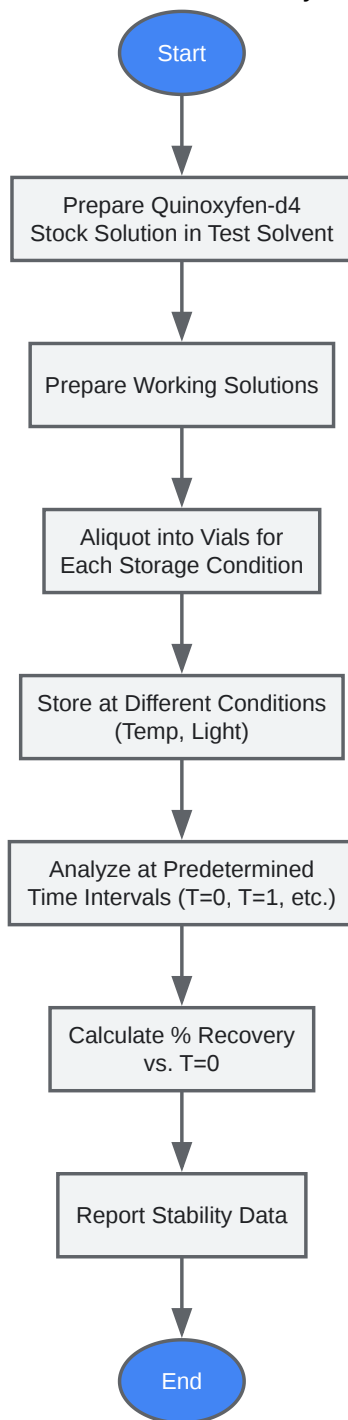 Start
Prepare Quinoxyfen-d4
Stock Solution in Test Solvent
Prepare Working Solutions
Aliquot into Vials for
Each Storage Condition
Store at Different Conditions
(Temp, Light)
Analyze at Predetermined
Time Intervals (T=0, T=1, etc.)
Calculate % Recovery
vs. T=0
Report Stability Data
End